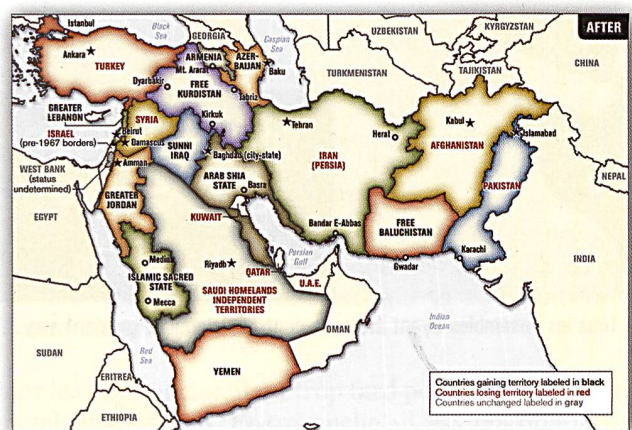 AFTER
Istanbul
Black
Sea
GEORGIA
Caspian
Sea
UZBEKISTAN
KYRGYZSTAN
CHINA
Ankara
TURKEY
ARMENIA
Mt. Ararat
AZER-
BAIJAN
Baku
TURKMENISTAN
TAJIKISTAN
Dyarbakir
FREE
KURDISTAN
Tabriz
GREATER
LEBANON
SYRIA
Kirkuk
Tehran
Herat
Kabul
Islamabad
ISRAEL
(pre-1967 borders)
Beirut
Damascus
SUNNI
IRAQ
Baghdad (city-state)
IRAN
(PERSIA)
AFGHANISTAN
WEST BANK
(status
undetermined)
Amman
ARAB SHIA
STATE
Basra
PAKISTAN
NEPAL
GREATER
JORDAN
KUWAIT
EGYPT
Bandar E-Abbas
FREE
BALUCHISTAN
Karachi
INDIA
Medina
Riyadh
Persian
Gulf
Gwadar
ISLAMIC SACRED
STATE
QATAR
U.A.E.
Mecca
SAUDI HOMELANDS
INDEPENDENT
TERRITORIES
OMAN
Indian
Ocean
SUDAN
Red
Sea
ERITREA
YEMEN
ETHIOPIA
Countries gaining territory labeled in black
Countries losing territory labeled in red
Countries unchanged labeled in gray